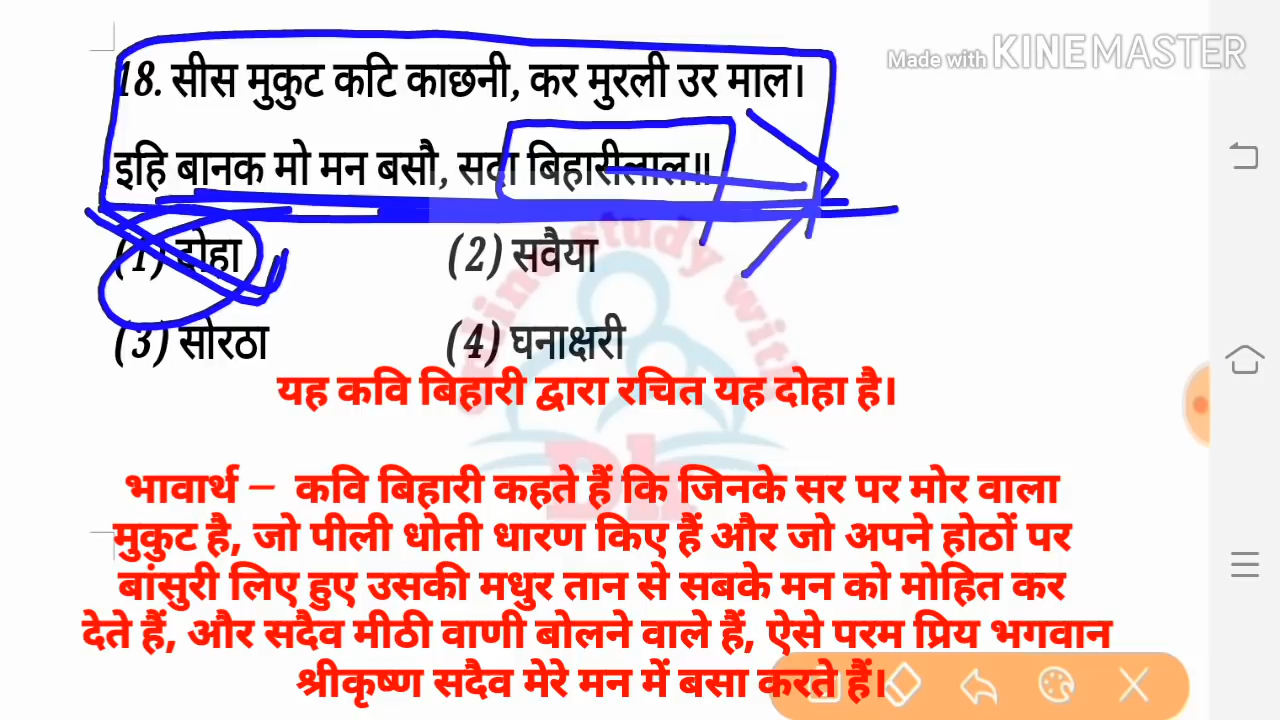 Made with KINEMASTER
18. सीस मुकुट कटि काछनी, कर मुरली उर माल।
इहि बानक मो मन बसौ, सदा बिहारीलाल॥
(1) दोहा (2) सवैया
(3) सोरठा (4) घनाक्षरी
यह कवि बिहारी द्वारा रचित यह दोहा है।
भावार्थ – कवि बिहारी कहते हैं कि जिनके सर पर मोर वाला
मुकुट है, जो पीली धोती धारण किए हैं और जो अपने होठों पर
बांसुरी लिए हुए उसकी मधुर तान से सबके मन को मोहित कर
देते हैं, और सदैव मीठी वाणी बोलने वाले हैं, ऐसे परम प्रिय भगवान
श्रीकृष्ण सदैव मेरे मन में बसा करते हैं।